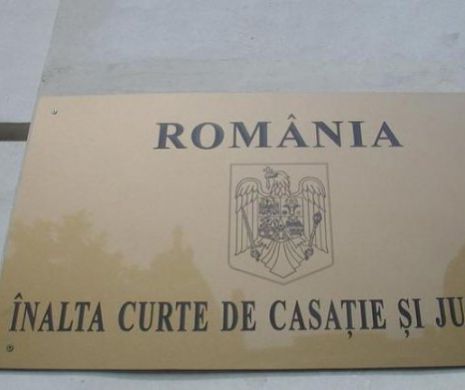 ROMÂNIA
ÎNALTA CURTE DE CASAȚIE ȘI JU